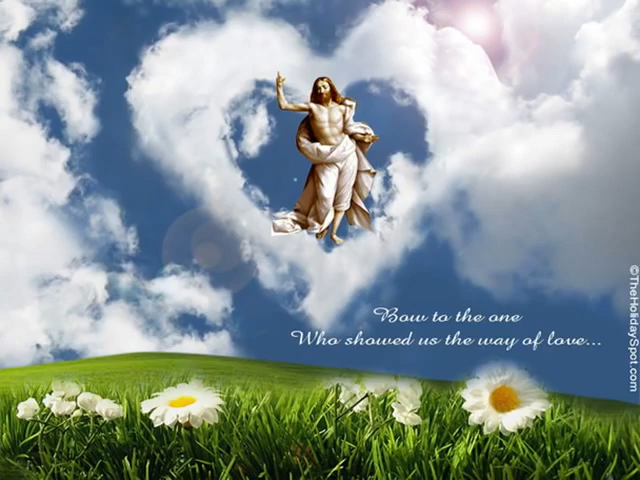 Bow to the one
Who showed us the way of love...
©TheHolidaySpot.com